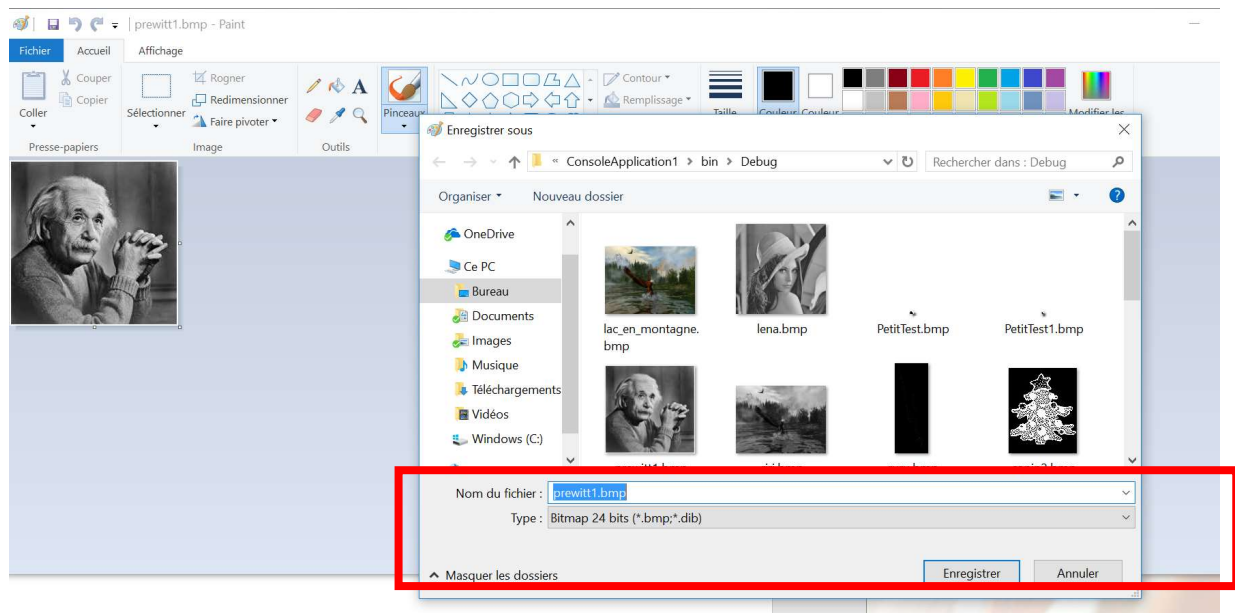 prewitt1.bmp - Paint
Fichier Accueil Affichage
Coller
Couper
Copier
Presse-papiers
Sélectionner
Rogner
Redimensionner
Faire pivoter
Image
A
Outils
Pinceaux
Contour
Remplissage
Taille
Couleur Couleur
Modifier les
Enregistrer sous
« ConsoleApplication1 > bin > Debug
Rechercher dans : Debug
Organiser
Nouveau dossier
OneDrive
Ce PC
Bureau
Documents
Images
Musique
Téléchargements
Vidéos
Windows (C:)
lac_en_montagne.
bmp
lena.bmp
PetitTest.bmp
PetitTest1.bmp
Nom du fichier : prewitt1.bmp
Type : Bitmap 24 bits (*.bmp;*.dib)
Masquer les dossiers
Enregistrer
Annuler